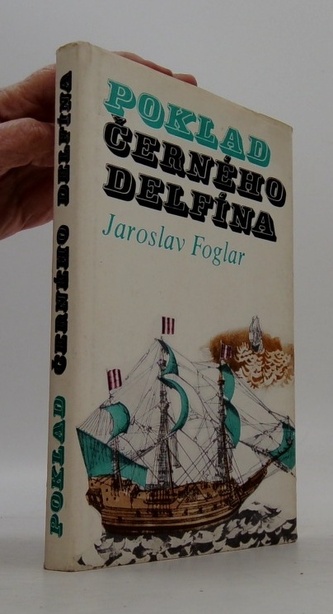 POKLAD
ČERNÉHO
DELFÍNA
Jaroslav Foglar
POKLAD ČERNÉHO DELFÍNA